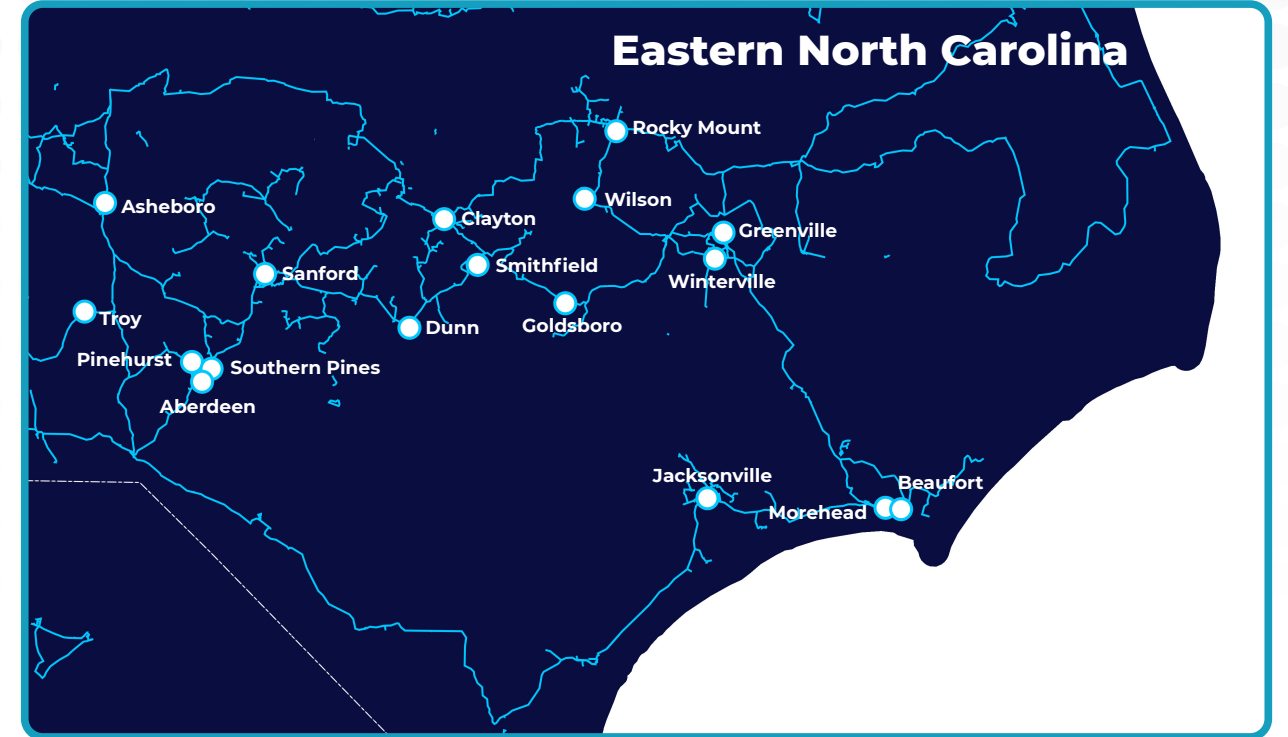 Eastern North Carolina
Rocky Mount
Asheboro
Wilson
Clayton
Greenville
Sanford
Smithfield
Winterville
Troy
Dunn
Goldsboro
Pinehurst
Southern Pines
Aberdeen
Jacksonville
Beaufort
Morehead